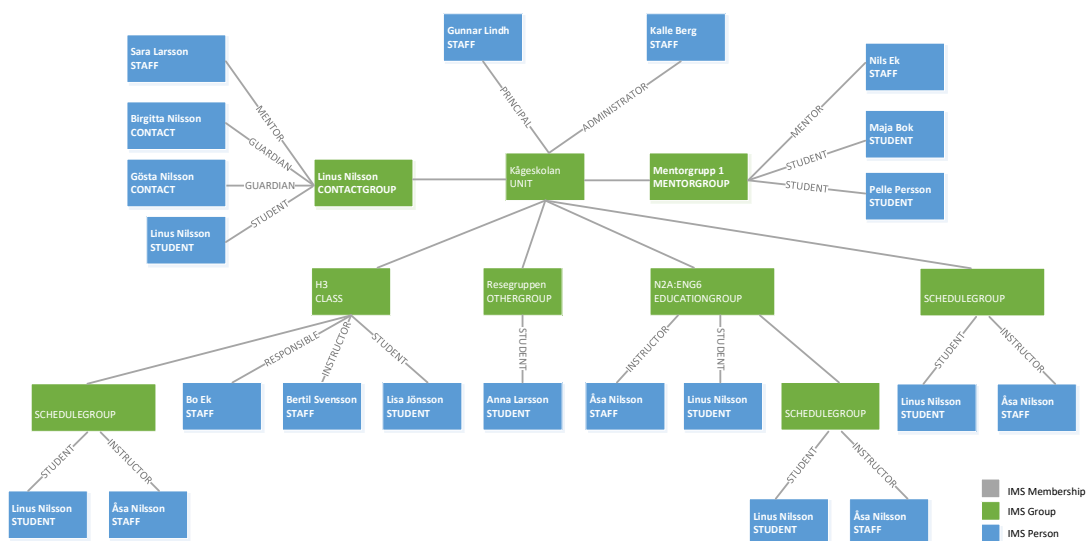 Gunnar Lindh
STAFF
Kalle Berg
STAFF
Sara Larsson
STAFF
Nils Ek
STAFF
PRINCIPAL
ADMINISTRATOR
MENTOR
MENTOR
Birgitta Nilsson
CONTACT
GUARDIAN
Maja Bok
STUDENT
STUDENT
Gösta Nilsson
CONTACT
GUARDIAN
Linus Nilsson
CONTACTGROUP
Kågeskolan
UNIT
Mentorgrupp 1
MENTORGROUP
STUDENT
Pelle Persson
STUDENT
Linus Nilsson
STUDENT
STUDENT
H3
CLASS
Resegruppen
OTHERGROUP
N2A:ENG6
EDUCATIONGROUP
SCHEDULEGROUP
RESPONSIBLE
INSTRUCTOR
STUDENT
STUDENT
INSTRUCTOR
STUDENT
STUDENT
INSTRUCTOR
SCHEDULEGROUP
Bo Ek
STAFF
Bertil Svensson
STAFF
Lisa Jönsson
STUDENT
Anna Larsson
STUDENT
Åsa Nilsson
STAFF
Linus Nilsson
STUDENT
SCHEDULEGROUP
Linus Nilsson
STUDENT
Åsa Nilsson
STAFF
STUDENT
INSTRUCTOR
STUDENT
INSTRUCTOR
Linus Nilsson
STUDENT
Åsa Nilsson
STAFF
Linus Nilsson
STUDENT
Åsa Nilsson
STAFF
IMS Membership
IMS Group
IMS Person